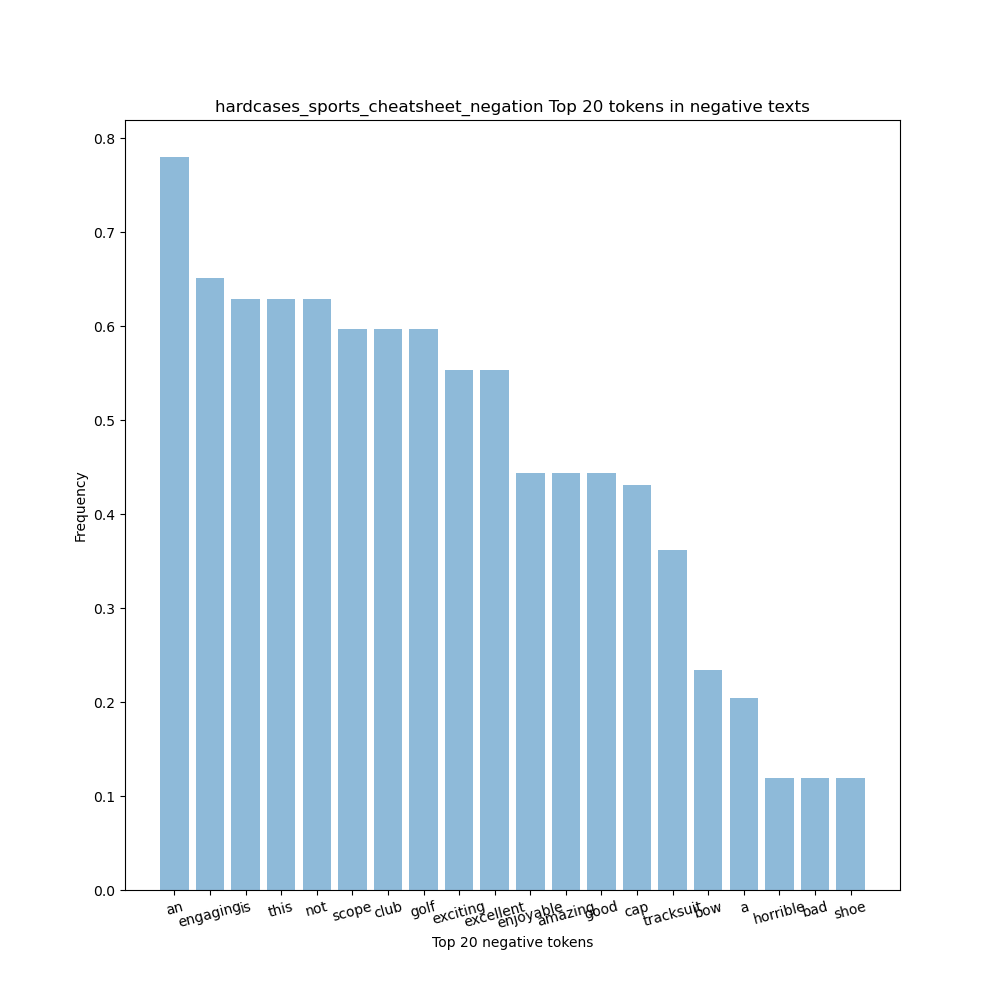 hardcases_sports_cheatsheet_negation Top 20 tokens in negative texts
0.8
0.7
0.6
0.5
0.4
0.3
0.2
0.1
0.0
Frequency
an engaging is this not scope club golf exciting excellent enjoyable amazing good cap tracksuit bow a horrible bad shoe
Top 20 negative tokens